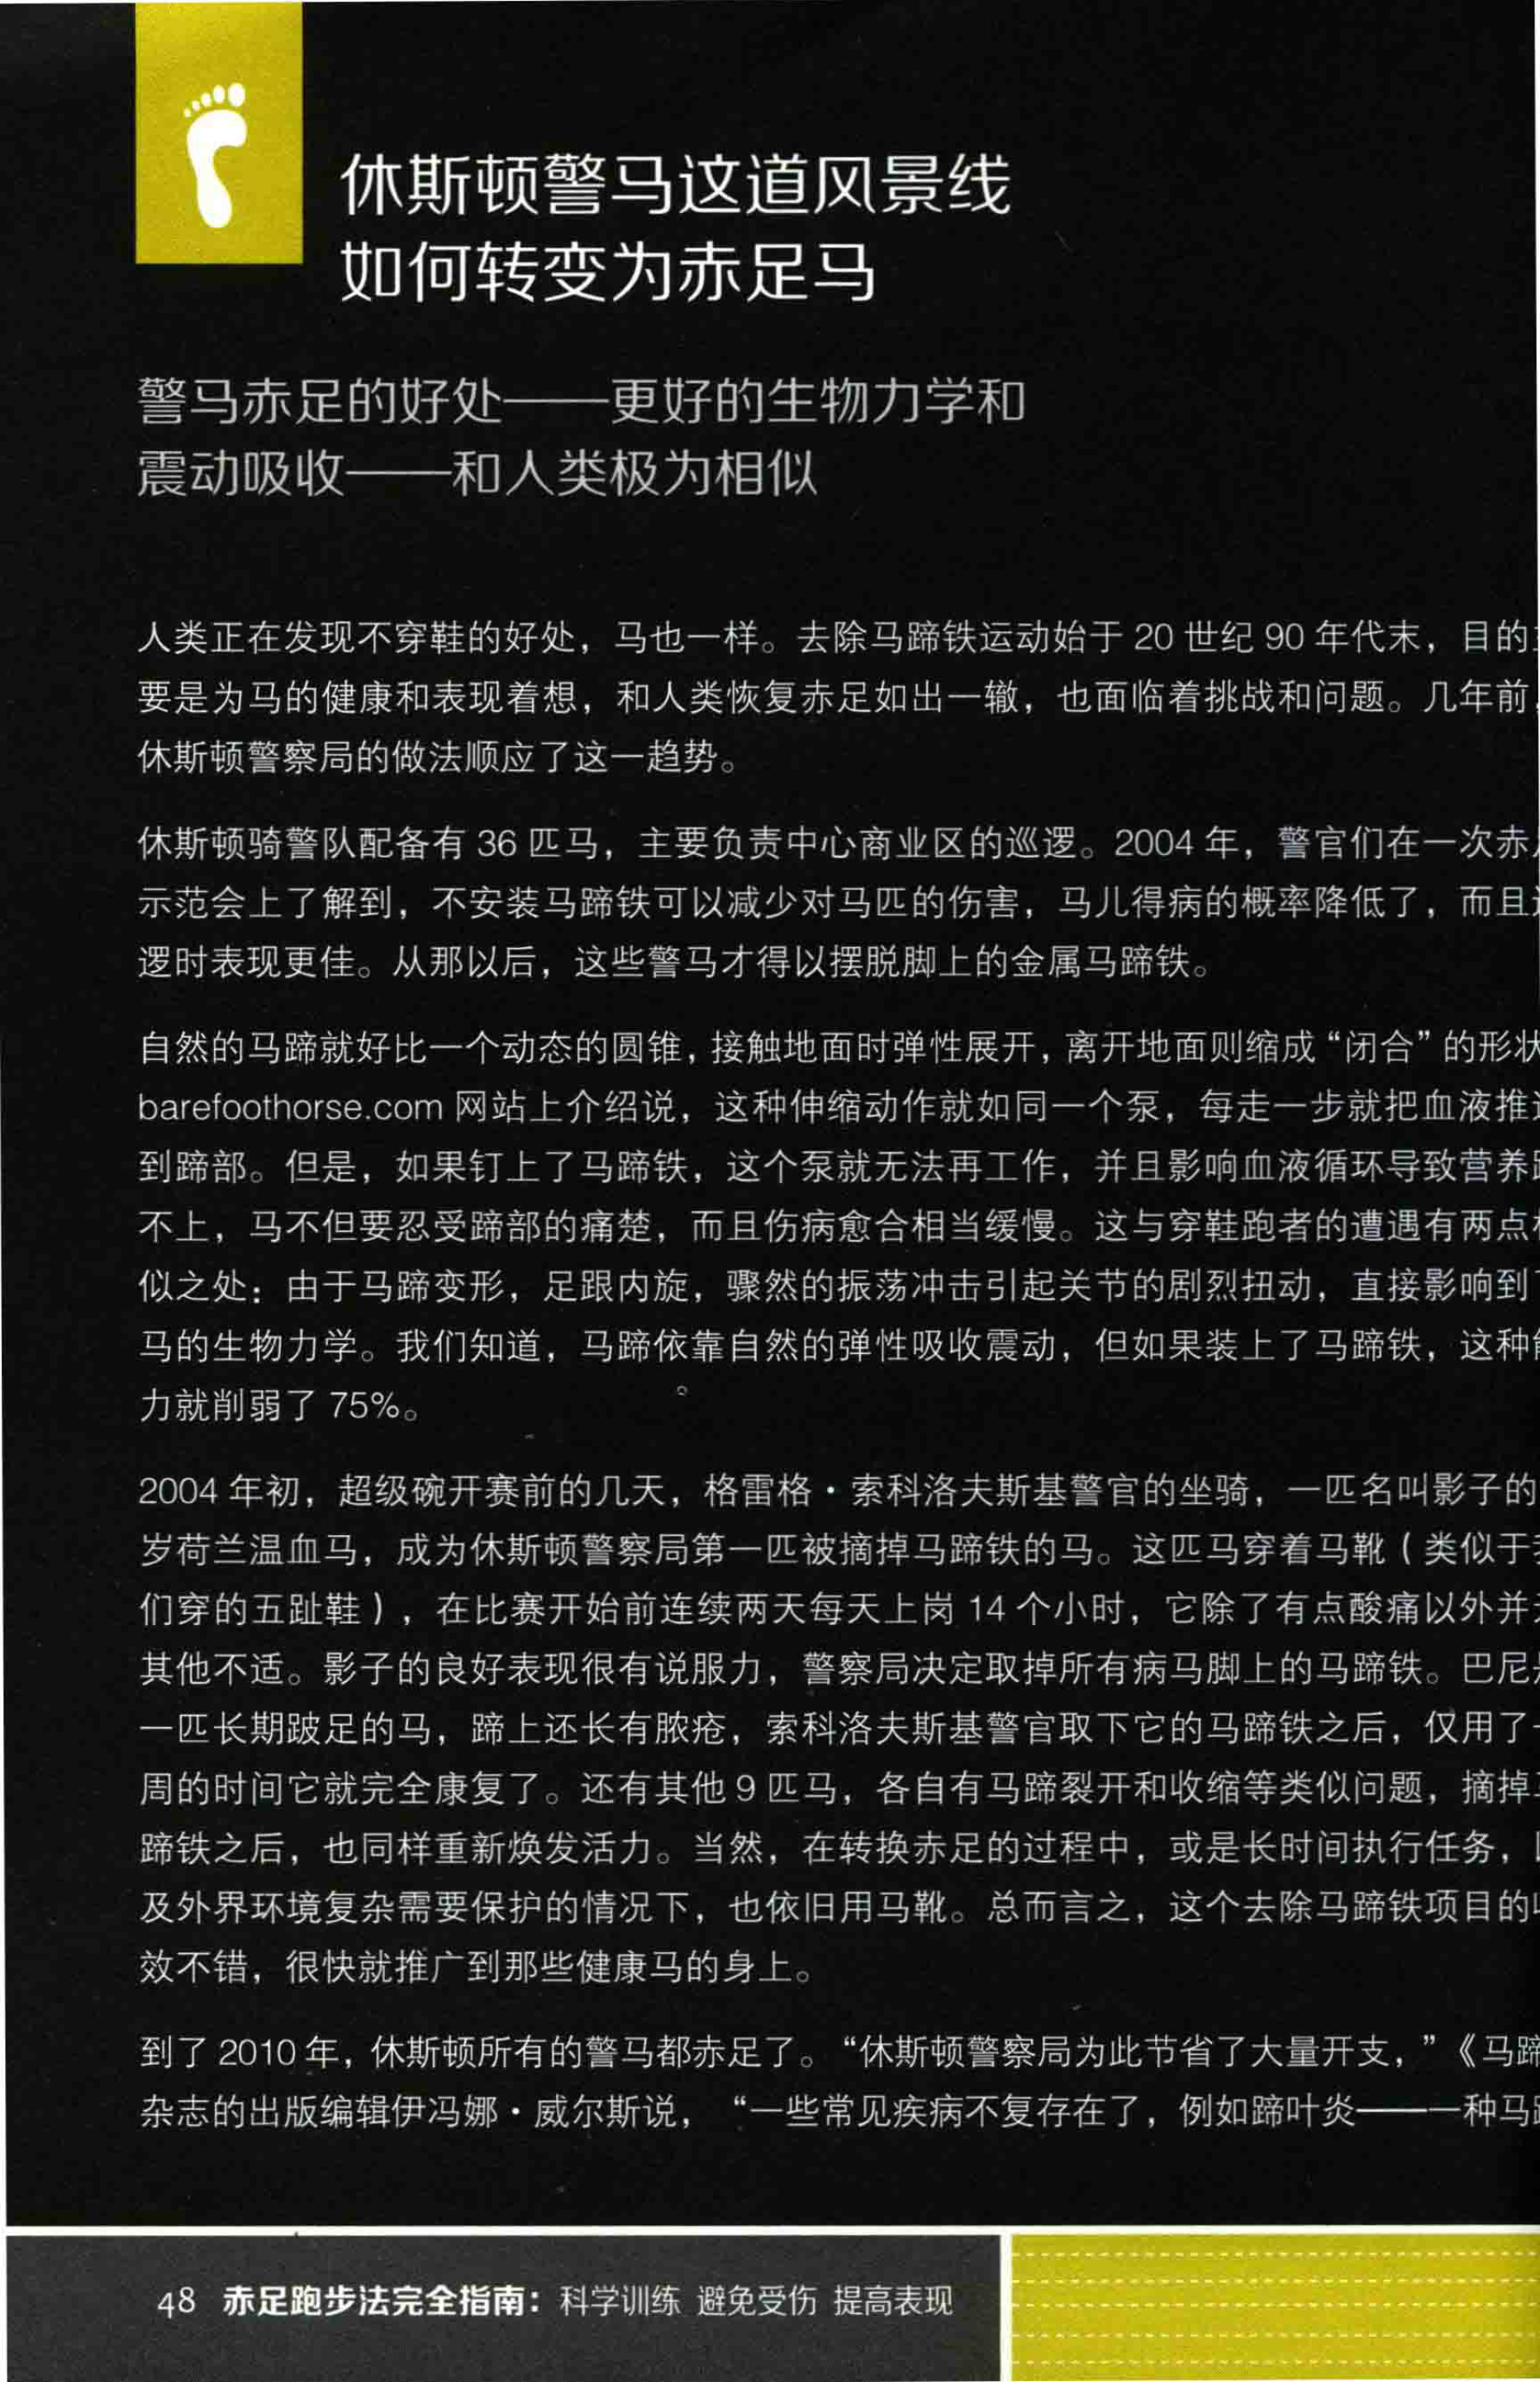 休斯顿警马这道风景线
如何转变为赤足马
警马赤足的好处——更好的生物力学和
震动吸收——和人类极为相似
人类正在发现不穿鞋的好处，马也一样。去除马蹄铁运动始于 20 世纪 90 年代末，目的
要是为马的健康和表现着想，和人类恢复赤足如出一辙，也面临着挑战和问题。几年前，
休斯顿警察局的做法顺应了这一趋势。
休斯顿骑警队配备有 36 匹马，主要负责中心商业区的巡逻。2004 年，警官们在一次赤
示范会上了解到，不安装马蹄铁可以减少对马匹的伤害，马儿得病的概率降低了，而且
逻时表现更佳。从那以后，这些警马才得以摆脱脚上的金属马蹄铁。
自然的马蹄就好比一个动态的圆锥，接触地面时弹性展开，离开地面则缩成“闭合”的形状
barefoothorse.com 网站上介绍说，这种伸缩动作就如同一个泵，每走一步就把血液推
到蹄部。但是，如果钉上了马蹄铁，这个泵就无法再工作，并且影响血液循环导致营养
不上，马不但要忍受蹄部的痛楚，而且伤病愈合相当缓慢。这与穿鞋跑者的遭遇有两点
似之处：由于马蹄变形，足跟内旋，骤然的振荡冲击引起关节的剧烈扭动，直接影响到
马的生物力学。我们知道，马蹄依靠自然的弹性吸收震动，但如果装上了马蹄铁，这种
力就削弱了 75%。
2004 年初，超级碗开赛前的几天，格雷格·索科洛夫斯基警官的坐骑，一匹名叫影子的
岁荷兰温血马，成为休斯顿警察局第一匹被摘掉马蹄铁的马。这匹马穿着马靴（类似于
们穿的五趾鞋），在比赛开始前连续两天每天上岗 14 个小时，它除了有点酸痛以外并
其他不适。影子的良好表现很有说服力，警察局决定取掉所有病马脚上的马蹄铁。巴尼
一匹长期跛足的马，蹄上还长有脓疮，索科洛夫斯基警官取下它的马蹄铁之后，仅用了
周的时间它就完全康复了。还有其他 9 匹马，各自有马蹄裂开和收缩等类似问题，摘掉
蹄铁之后，也同样重新焕发活力。当然，在转换赤足的过程中，或是长时间执行任务，
及外界环境复杂需要保护的情况下，也依旧用马靴。总而言之，这个去除马蹄铁项目的
效不错，很快就推广到那些健康马的身上。
到了 2010 年，休斯顿所有的警马都赤足了。“休斯顿警察局为此节省了大量开支，”《马蹄
杂志的出版编辑伊冯娜·威尔斯说，“一些常见疾病不复存在了，例如蹄叶炎——一种马
48 赤足跑步法完全指南：科学训练 避免受伤 提高表现